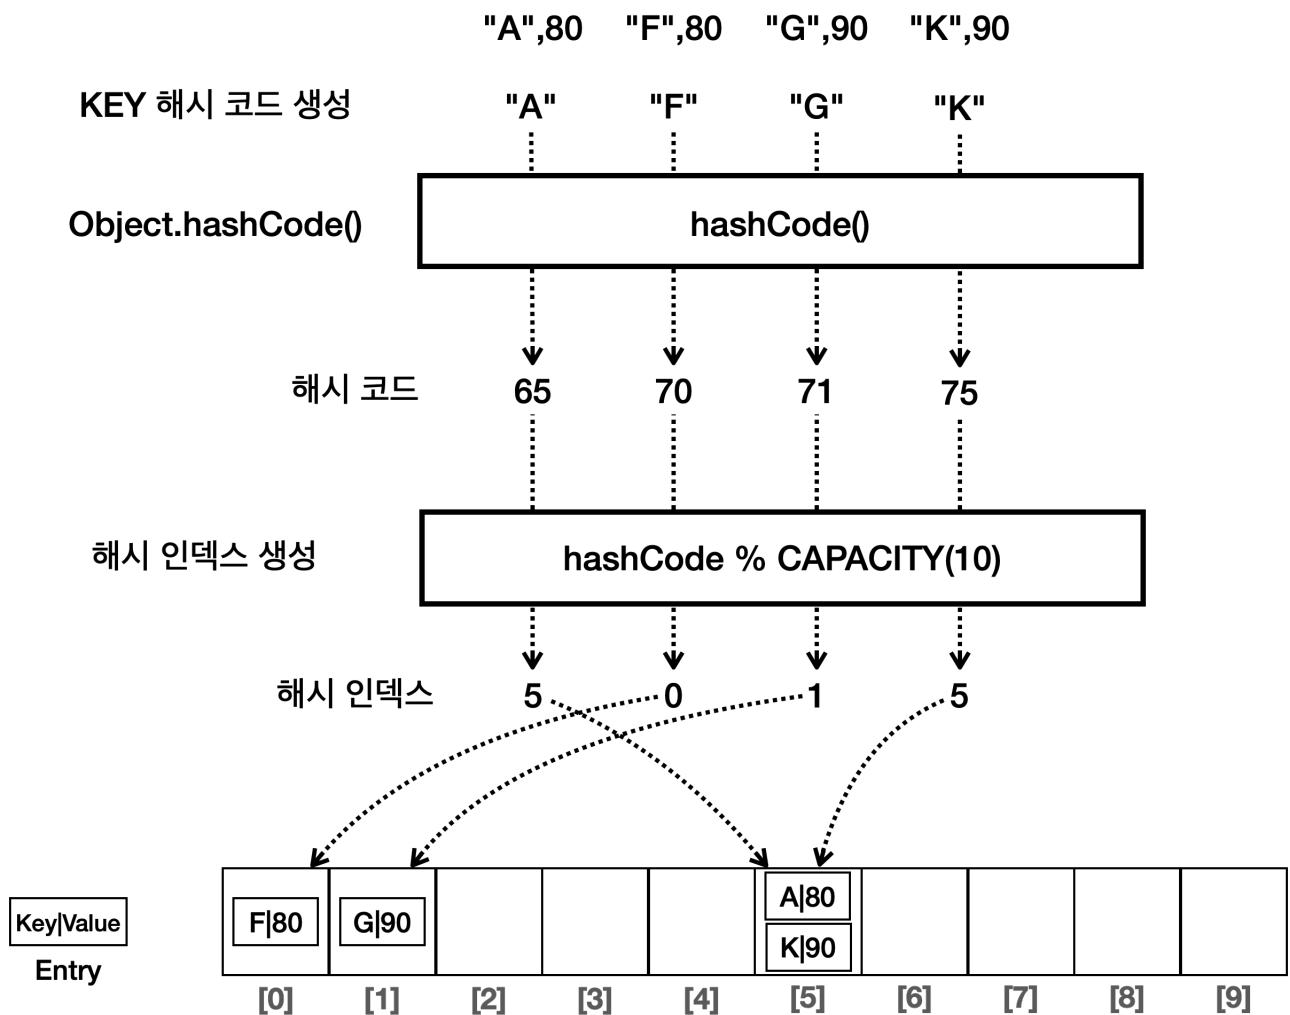 "A",80 "F",80 "G",90 "K",90
KEY 해시 코드 생성 "A" "F" "G" "K"
Object.hashCode() hashCode()
해시 코드 65 70 71 75
해시 인덱스 생성 hashCode % CAPACITY(10)
해시 인덱스 5 0 1 5
A|80
Key|Value F|80 G|90
K|90
Entry
[0] [1] [2] [3] [4] [5] [6] [7] [8] [9]